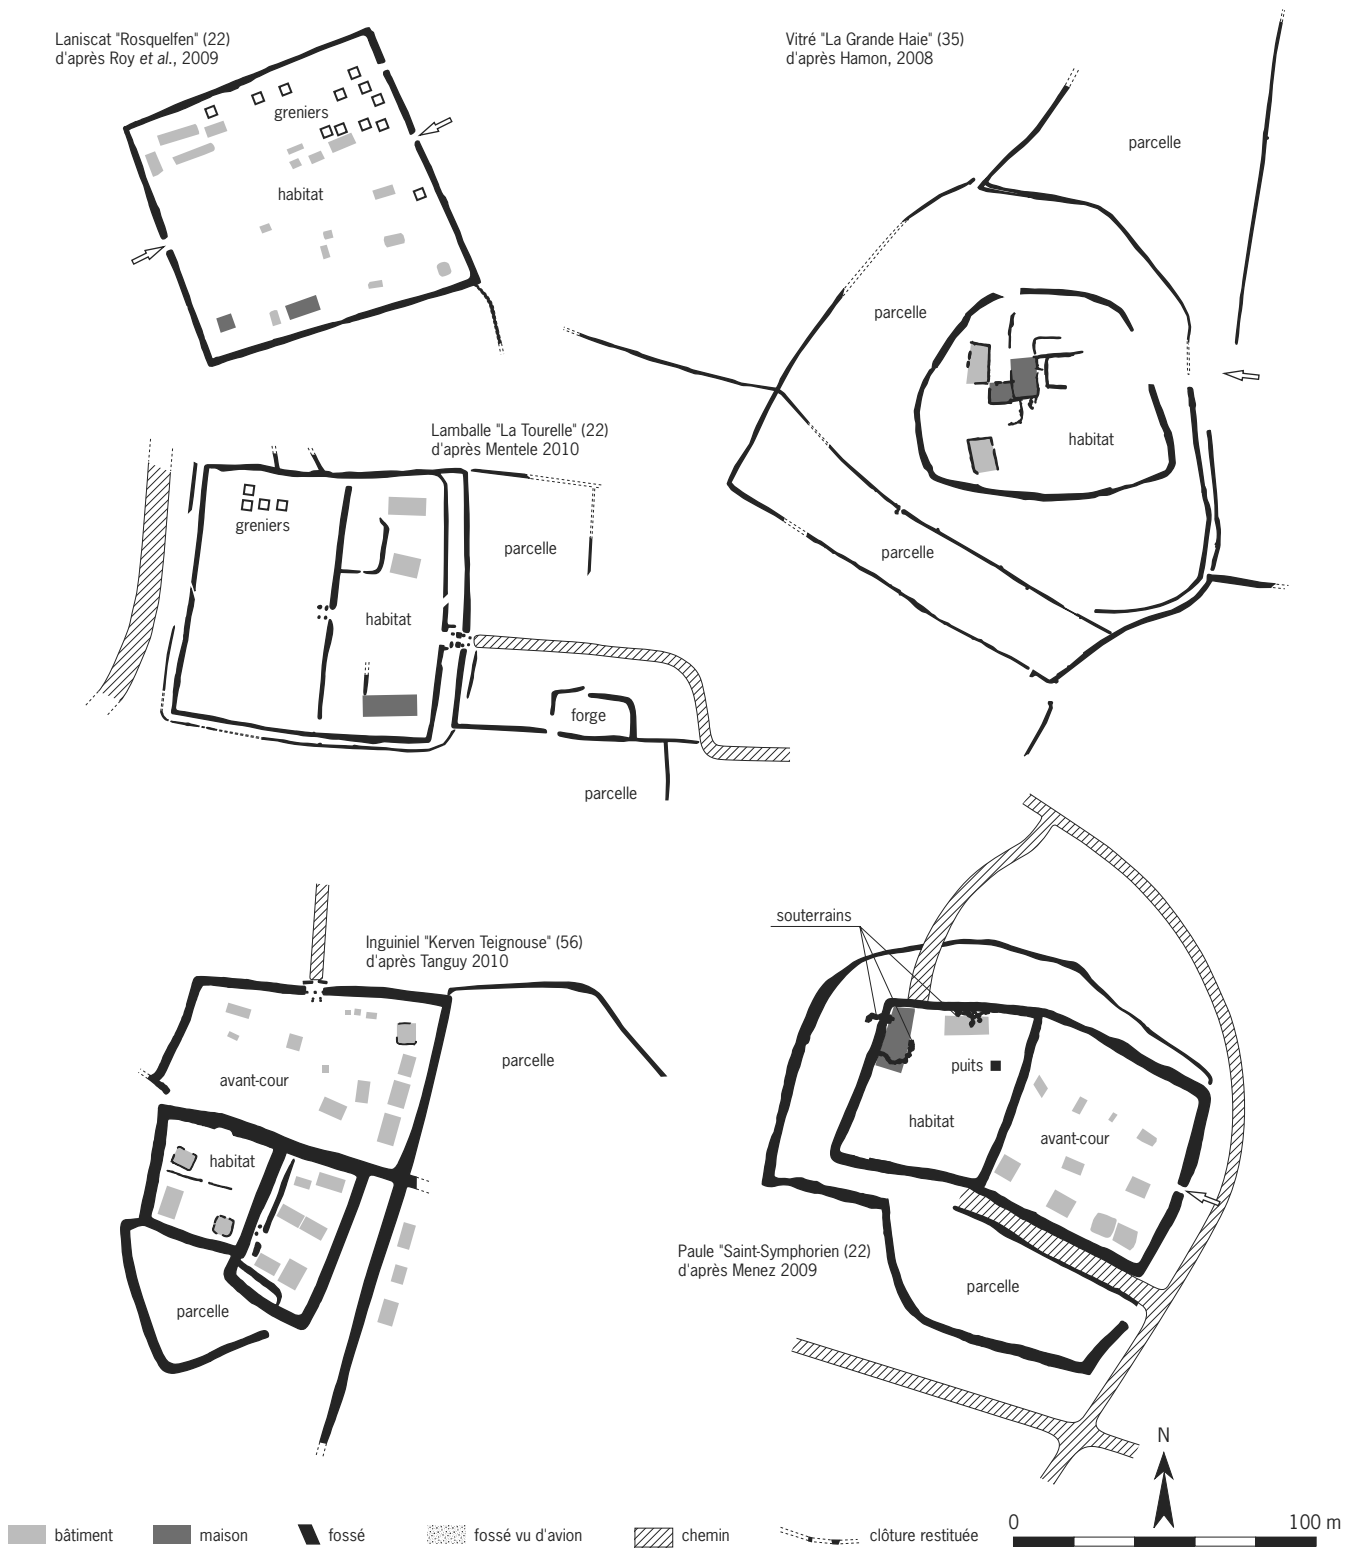 Laniscat "Rosquelfen" (22)
d'après Roy et al., 2009
greniers
habitat
Vitré "La Grande Haie" (35)
d'après Hamon, 2008
parcelle
parcelle
habitat
parcelle
Lamballe "La Tourelle" (22)
d'après Mentele 2010
greniers
parcelle
habitat
forge
parcelle
Inguiniel "Kerven Teignouse" (56)
d'après Tanguy 2010
avant-cour
parcelle
habitat
parcelle
souterrains
puits
habitat
avant-cour
Paule "Saint-Symphorien (22)
d'après Menez 2009
parcelle
N
0 100 m
bâtiment maison fossé fossé vu d'avion chemin clôture restituée